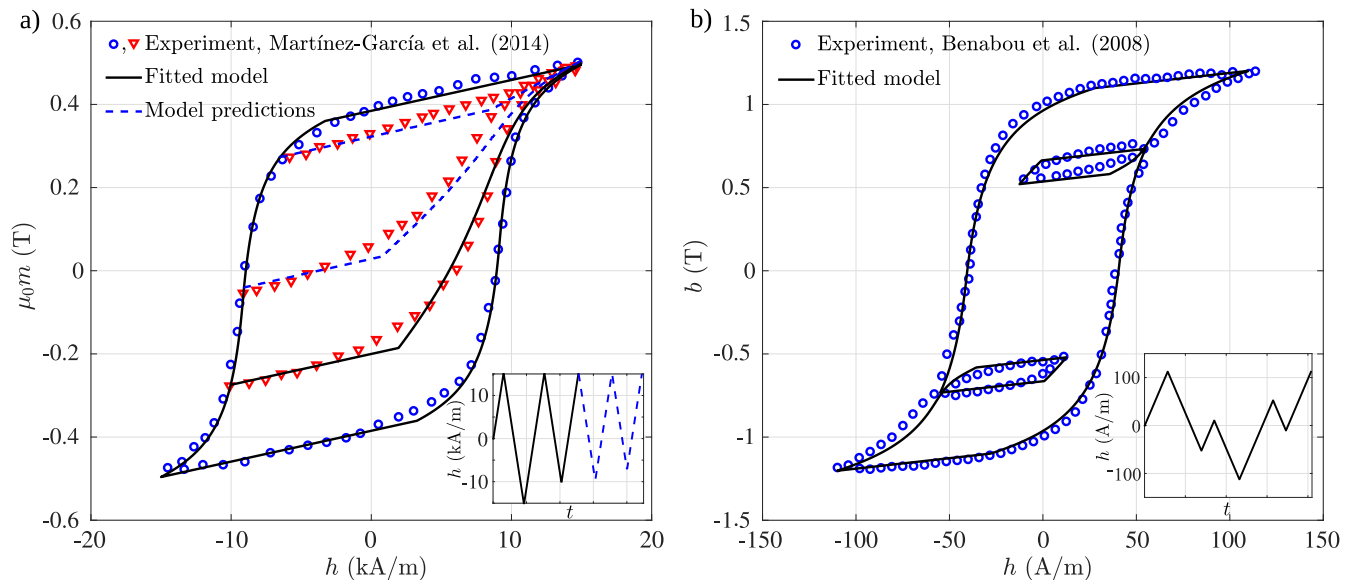 a)
0.6
0.4
0.2
0
-0.2
-0.4
-0.6
μ₀m (T)
, Experiment, Martínez-García et al. (2014)
Fitted model
Model predictions
10
0
-10
h (kA/m)
t
-20
-10
0
10
20
h (kA/m)
b)
1.5
1
0.5
0
-0.5
-1
-1.5
b (T)
Experiment, Benabou et al. (2008)
Fitted model
100
0
-100
h (A/m)
t
-150
-100
-50
0
50
100
150
h (A/m)